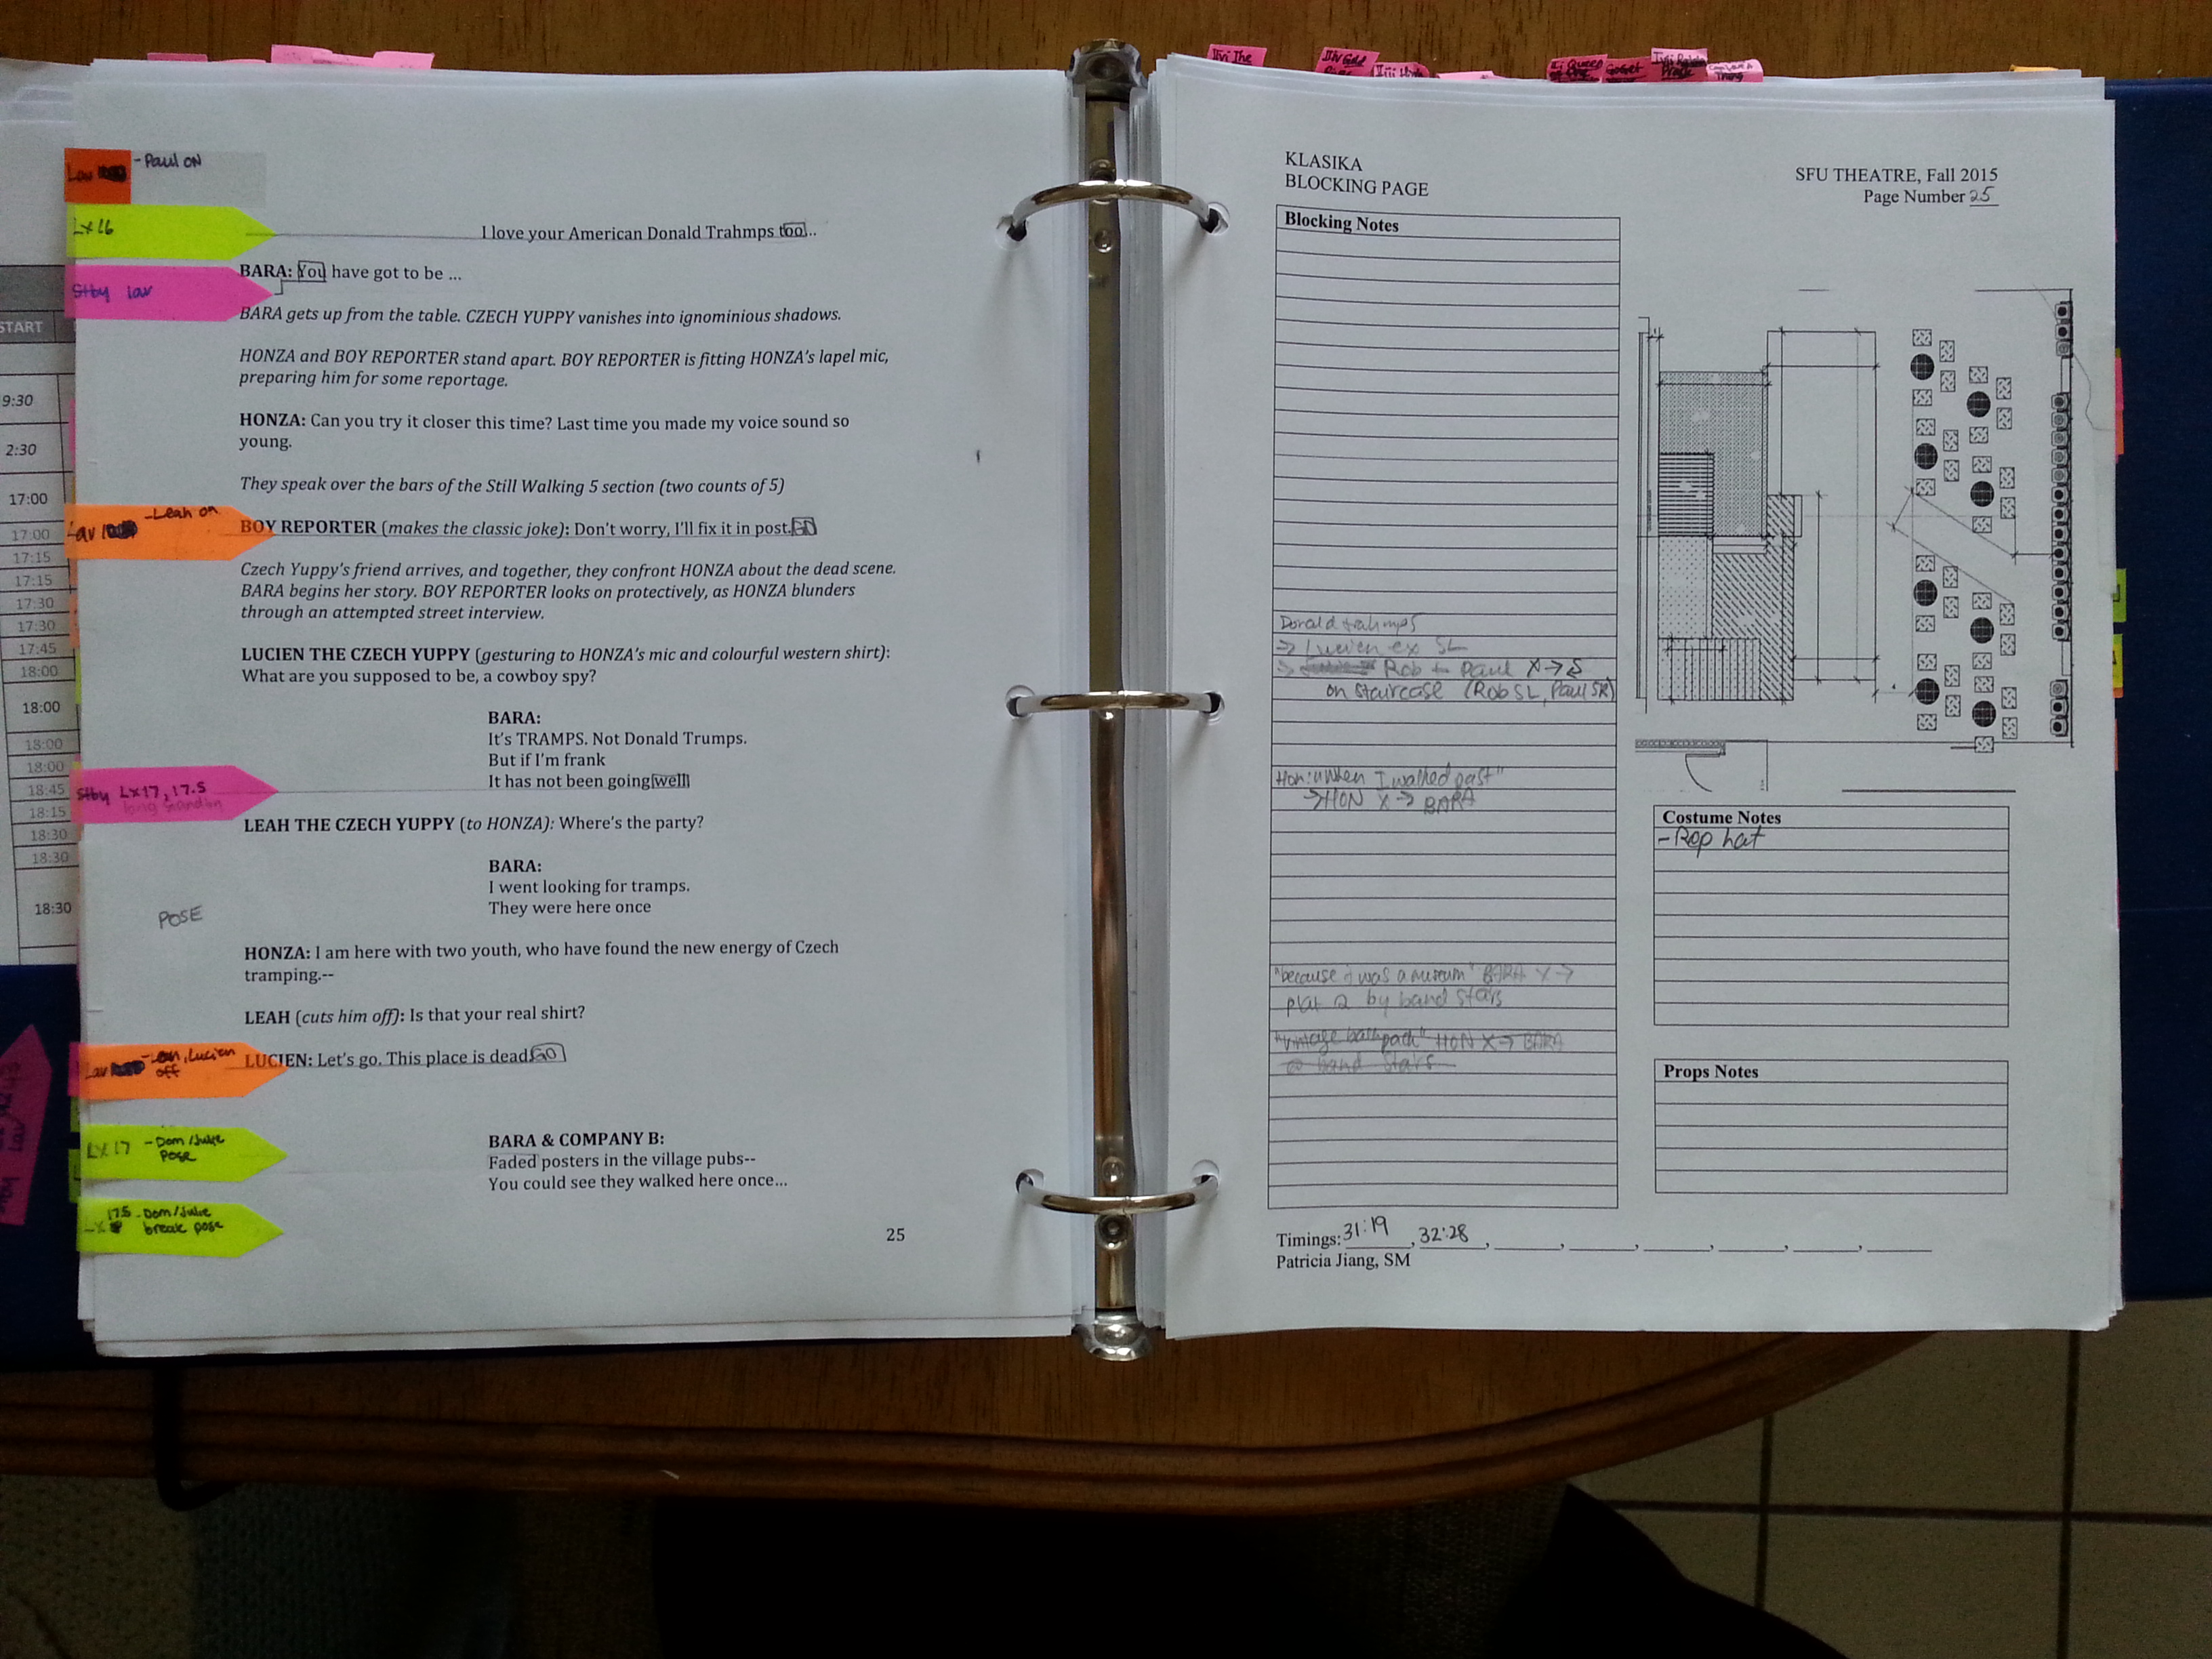 START
9:30
2:30
17:00
17:00
17:15
17:15
17:30
17:30
17:45
18:00
18:00
18:00
18:00
18:45
18:15
18:30
18:30
18:30
Lav
-Paul ON
LX16
I love your American Donald Trahmps too...
BARA: You have got to be ...
Stby lav
BARA gets up from the table. CZECH YUPPY vanishes into ignominious shadows.
HONZA and BOY REPORTER stand apart. BOY REPORTER is fitting HONZA's lapel mic,
preparing him for some reportage.
HONZA: Can you try it closer this time? Last time you made my voice sound so
young.
They speak over the bars of the Still Walking 5 section (two counts of 5)
Lav -Leah on
BOY REPORTER (makes the classic joke): Don't worry, I'll fix it in post. GO
Czech Yuppy's friend arrives, and together, they confront HONZA about the dead scene.
BARA begins her story. BOY REPORTER looks on protectively, as HONZA blunders
through an attempted street interview.
LUCIEN THE CZECH YUPPY (gesturing to HONZA's mic and colourful western shirt):
What are you supposed to be, a cowboy spy?
BARA:
It's TRAMPS. Not Donald Trumps.
But if I'm frank
It has not been going well
Stby LX17, 17.5
long standby
LEAH THE CZECH YUPPY (to HONZA): Where's the party?
BARA:
I went looking for tramps.
They were here once
POSE
HONZA: I am here with two youth, who have found the new energy of Czech
tramping.--
LEAH (cuts him off): Is that your real shirt?
Lav , Lucien
off
LUCIEN: Let's go. This place is dead. GO
LX17 - Dom/Julie
Pose
BARA & COMPANY B:
Faded posters in the village pubs--
You could see they walked here once...
LX 17.5 - Dom/Julie
break pose
25
KLASIKA
BLOCKING PAGE
SFU THEATRE, Fall 2015
Page Number 25
Blocking Notes
Donald trahmps
→ Lucien ex SL
→ Rob + Paul X→S
on staircase (Rob SL, Paul SR)
Hon: "When I walked past"
→HON X→ BARA
"because it was a museum" BARA X→
plat 2 by band stairs
HON X→ BARA
band stairs
Costume Notes
-Rep hat
Props Notes
Timings: 31:19, 32:28, ____, ____, ____, ____, ____, ____
Patricia Jiang, SM